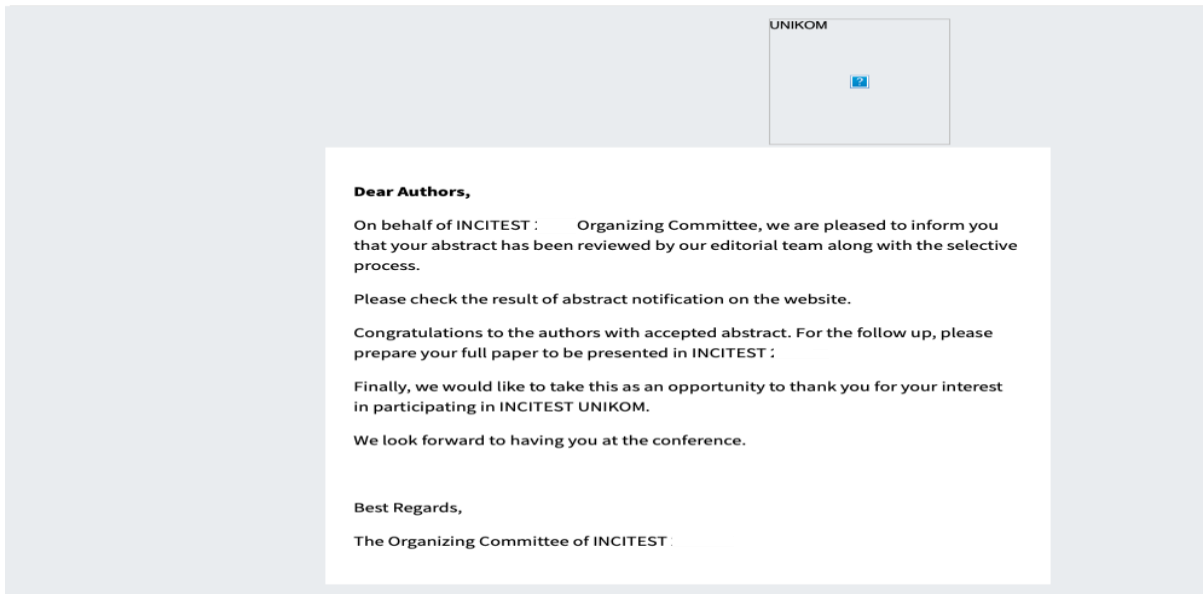 UNIKOM
Dear Authors,
On behalf of INCITEST Organizing Committee, we are pleased to inform you
that your abstract has been reviewed by our editorial team along with the selective
process.
Please check the result of abstract notification on the website.
Congratulations to the authors with accepted abstract. For the follow up, please
prepare your full paper to be presented in INCITEST
Finally, we would like to take this as an opportunity to thank you for your interest
in participating in INCITEST UNIKOM.
We look forward to having you at the conference.
Best Regards,
The Organizing Committee of INCITEST